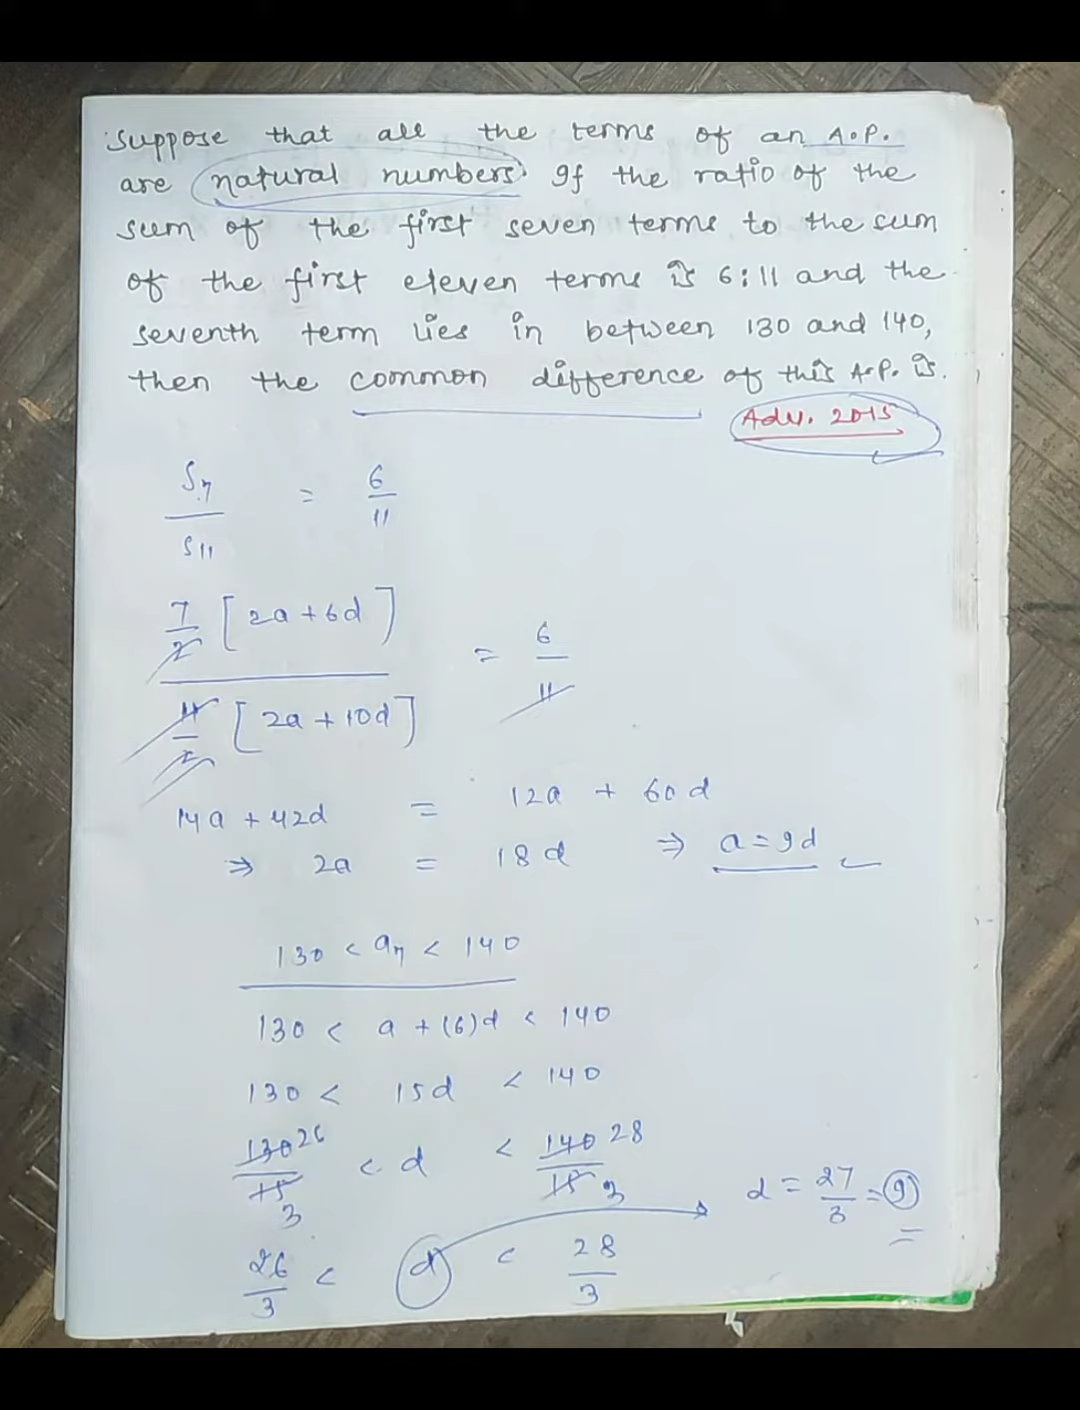 Suppose that all the terms of an A.P.
are natural numbers. If the ratio of the
sum of the first seven terms to the sum
of the first eleven terms is 6:11 and the
seventh term lies in between 130 and 140,
then the common difference of this A.P. is.
Adv. 2015
S7/S11 = 6/11
7/2 [2a+6d] / 11/2 [2a+10d] = 6/11
14a + 42d = 12a + 60d
⇒ 2a = 18d ⇒ a = 9d
130 < a7 < 140
130 < a + (6)d < 140
130 < 15d < 140
130/15 26/3 < d < 140/15 28/3
26/3 < d < 28/3 d = 27/3 = 9